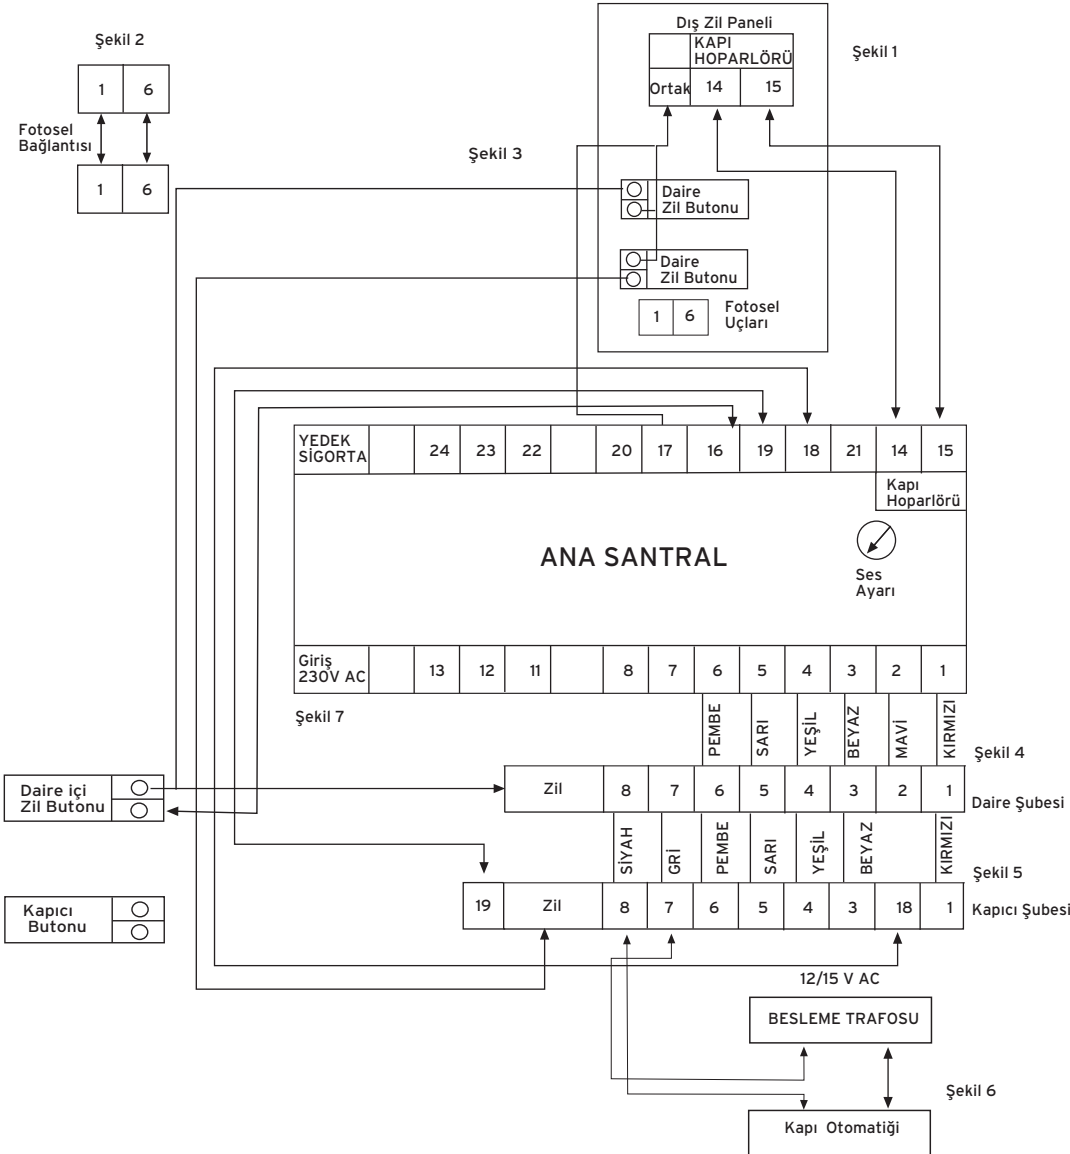 Şekil 2
1 6
Fotosel
Bağlantısı
1 6
Şekil 3
Şekil 1
Dış Zil Paneli
KAPI
HOPARLÖRÜ
Ortak 14 15
Daire
Zil Butonu
Daire
Zil Butonu
1 6
Fotosel
Uçları
YEDEK
SİGORTA
24 23 22 20 17 16 19 18 21 14 15
Kapı
Hoparlörü
ANA SANTRAL
Ses
Ayarı
Giriş
230V AC
13 12 11 8 7 6 5 4 3 2 1
Şekil 7
PEMBE SARI YEŞİL BEYAZ MAVİ KIRMIZI
Şekil 4
Daire içi
Zil Butonu
Zil 8 7 6 5 4 3 2 1
Daire Şubesi
SİYAH GRİ PEMBE SARI YEŞİL BEYAZ KIRMIZI
Şekil 5
Kapıcı
Butonu
19 Zil 8 7 6 5 4 3 18 1
Kapıcı Şubesi
12/15 V AC
BESLEME TRAFOSU
Şekil 6
Kapı Otomatiği